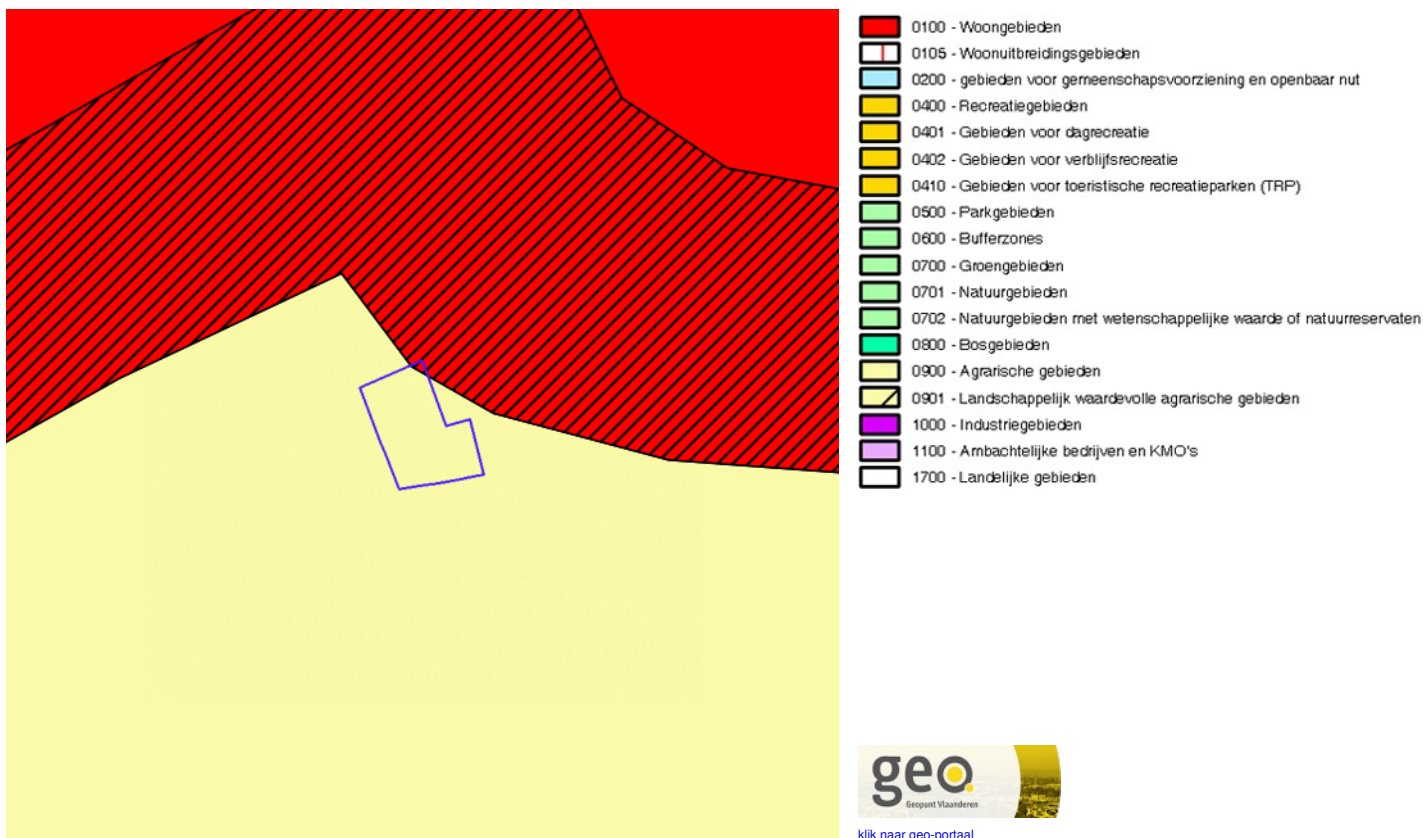 0100 - Woongebieden
0105 - Woonuitbreidingsgebieden
0200 - gebieden voor gemeenschapsvoorziening en openbaar nut
0400 - Recreatiegebieden
0401 - Gebieden voor dagrecreatie
0402 - Gebieden voor verblijfsrecreatie
0410 - Gebieden voor toeristische recreatieparken (TRP)
0500 - Parkgebieden
0600 - Bufferzones
0700 - Groengebieden
0701 - Natuurgebieden
0702 - Natuurgebieden met wetenschappelijke waarde of natuurreservaten
0800 - Bosgebieden
0900 - Agrarische gebieden
0901 - Landschappelijk waardevolle agrarische gebieden
1000 - Industriegebieden
1100 - Ambachtelijke bedrijven en KMO's
1700 - Landelijke gebieden
geo.
Geopunt Vlaanderen
klik naar geo-portaal